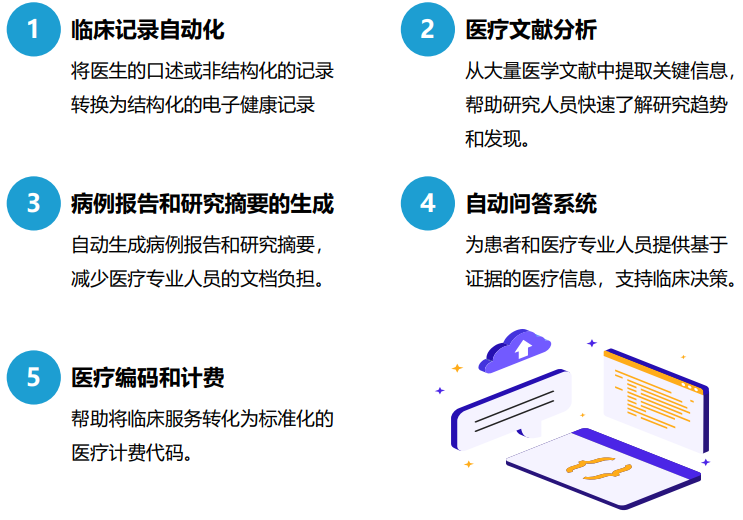 1 临床记录自动化
将医生的口述或非结构化的记录
转换为结构化的电子健康记录
2 医疗文献分析
从大量医学文献中提取关键信息，
帮助研究人员快速了解研究趋势
和发现。
3 病例报告和研究摘要的生成
自动生成病例报告和研究摘要，
减少医疗专业人员的文档负担。
4 自动问答系统
为患者和医疗专业人员提供基于
证据的医疗信息，支持临床决策。
5 医疗编码和计费
帮助将临床服务转化为标准化的
医疗计费代码。